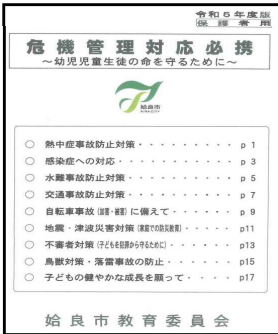 令和5年度版
保護者用
危機管理対応必携
～幼児児童生徒の命を守るために～
姶良市
AIRA CITY
○ 熱中症事故防止対策・・・・・・・・・・p 1
○ 感染症への対応・・・・・・・・・・・・p 3
○ 水難事故防止対策・・・・・・・・・・・p 5
○ 交通事故防止対策・・・・・・・・・・・p 7
○ 自転車事故(加害・被害)に備えて・・・・・・p 9
○ 地震・津波災害対策(家庭での防災教育)・・・・p11
○ 不審者対策(子どもを犯罪から守るために)・・・・p13
○ 鳥獣対策・落雷事故の防止・・・・・・・p15
○ 子どもの健やかな成長を願って・・・・・p17
姶良市教育委員会